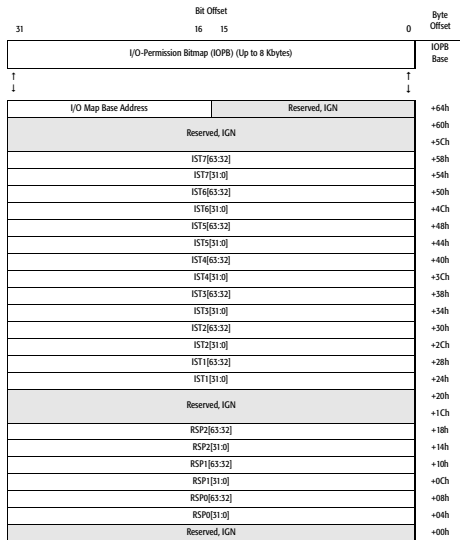 Bit Offset
Byte Offset
31 16 15 0
I/O-Permission Bitmap (IOPB) (Up to 8 Kbytes) IOPB Base
↑ ↑
↓ ↓
I/O Map Base Address Reserved, IGN +64h
+60h
Reserved, IGN
+5Ch
IST7[63:32] +58h
IST7[31:0] +54h
IST6[63:32] +50h
IST6[31:0] +4Ch
IST5[63:32] +48h
IST5[31:0] +44h
IST4[63:32] +40h
IST4[31:0] +3Ch
IST3[63:32] +38h
IST3[31:0] +34h
IST2[63:32] +30h
IST2[31:0] +2Ch
IST1[63:32] +28h
IST1[31:0] +24h
+20h
Reserved, IGN
+1Ch
RSP2[63:32] +18h
RSP2[31:0] +14h
RSP1[63:32] +10h
RSP1[31:0] +0Ch
RSP0[63:32] +08h
RSP0[31:0] +04h
Reserved, IGN +00h